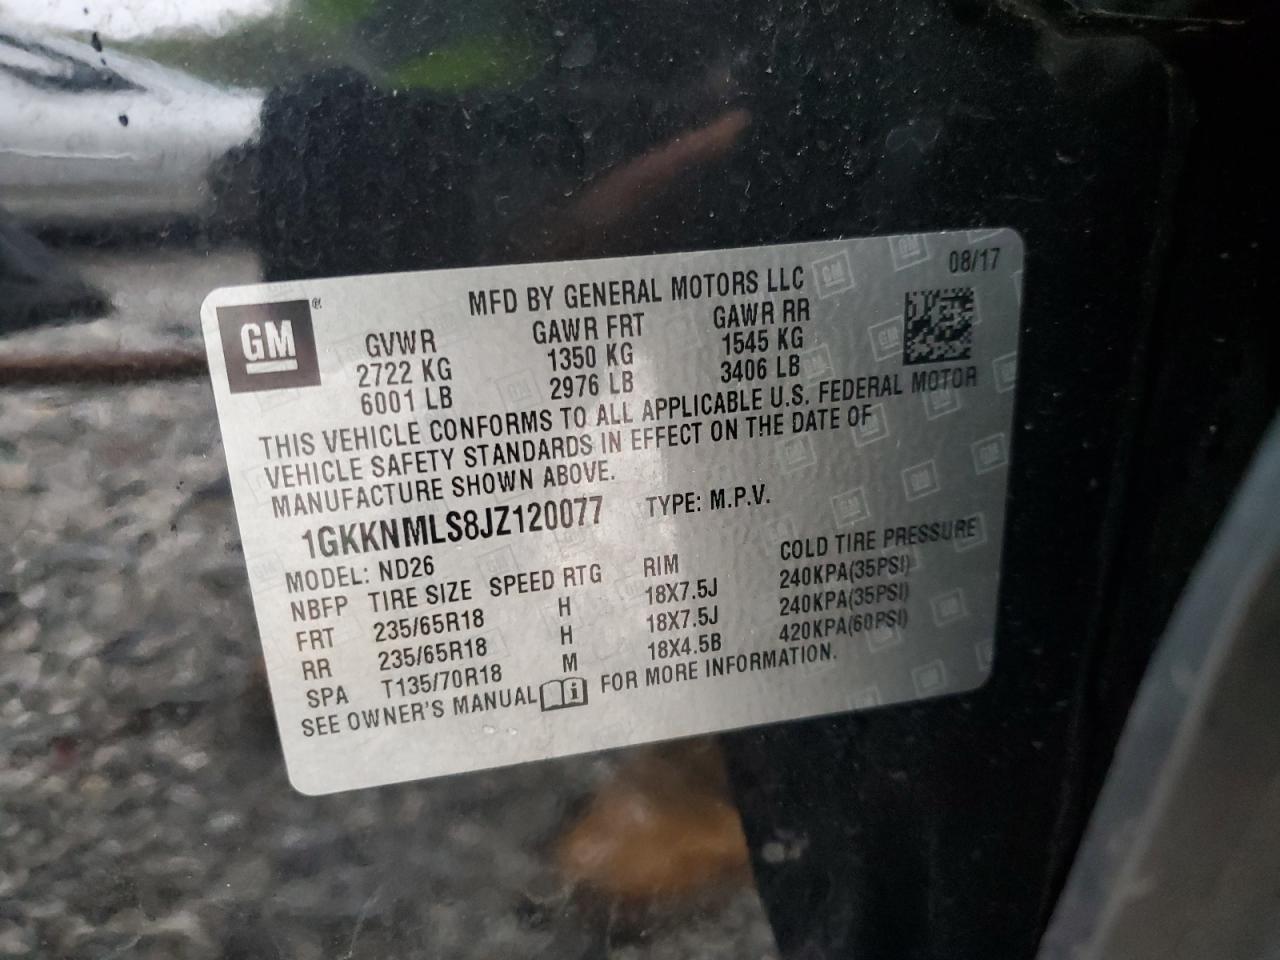 08/17
MFD BY GENERAL MOTORS LLC
GM ®
GVWR GAWR FRT GAWR RR
2722 KG 1350 KG 1545 KG
6001 LB 2976 LB 3406 LB
THIS VEHICLE CONFORMS TO ALL APPLICABLE U.S. FEDERAL MOTOR
VEHICLE SAFETY STANDARDS IN EFFECT ON THE DATE OF
MANUFACTURE SHOWN ABOVE.
1GKKNMLS8JZ120077 TYPE: M.P.V.
MODEL: ND26
NBFP TIRE SIZE SPEED RTG RIM COLD TIRE PRESSURE
FRT 235/65R18 H 18X7.5J 240KPA(35PSI)
RR 235/65R18 H 18X7.5J 240KPA(35PSI)
SPA T135/70R18 M 18X4.5B 420KPA(60PSI)
SEE OWNER'S MANUAL FOR MORE INFORMATION.